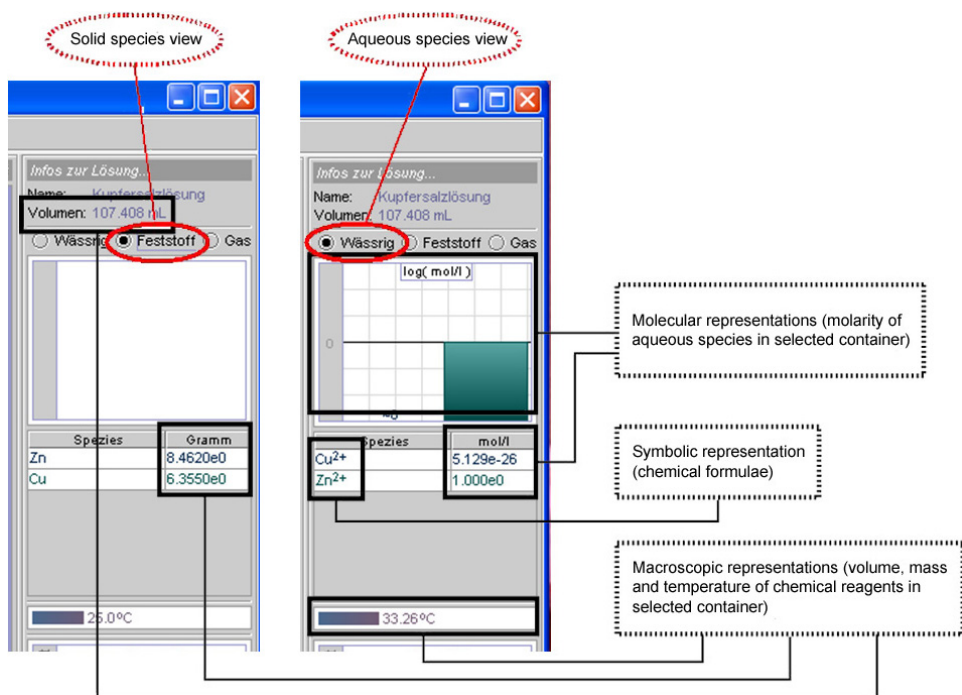 Solid species view
Aqueous species view
Infos zur Lösung...
Name: Kupfersalzlösung
Volumen: 107.408 mL
Wässrig Feststoff Gas
Spezies Gramm
Zn 8.4620e0
Cu 6.3550e0
25.0°C
Infos zur Lösung...
Name: Kupfersalzlösung
Volumen: 107.408 mL
Wässrig Feststoff Gas
log( mol/l )
0
Spezies mol/l
Cu2+ 5.129e-26
Zn2+ 1.000e0
33.26°C
Molecular representations (molarity of
aqueous species in selected container)
Symbolic representation
(chemical formulae)
Macroscopic representations (volume, mass
and temperature of chemical reagents in
selected container)